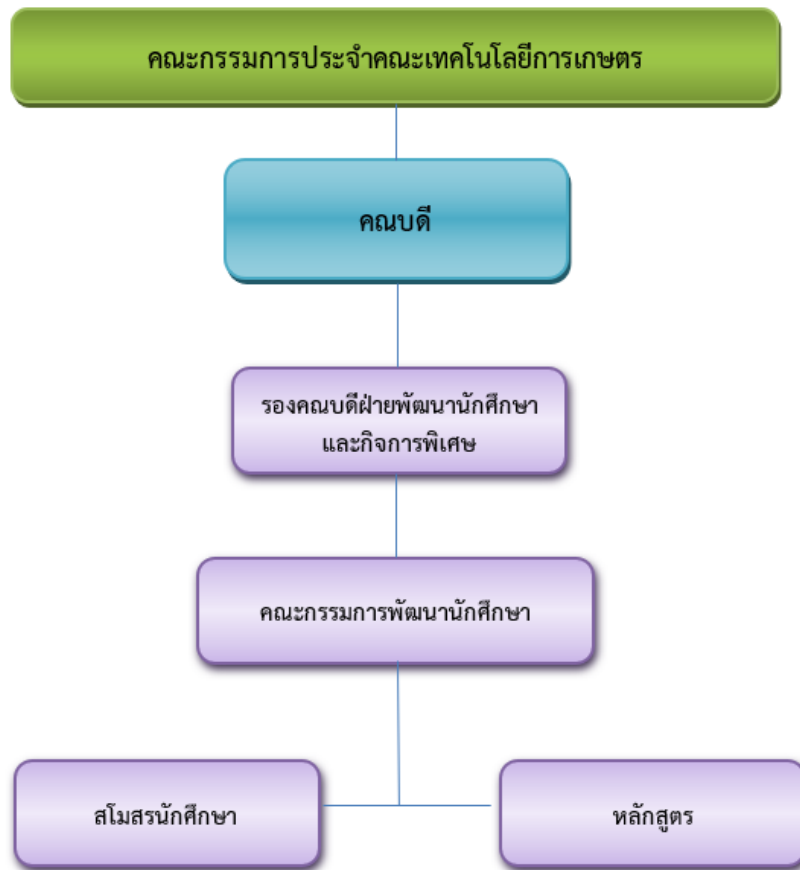 คณะกรรมการประจำคณะเทคโนโลยีการเกษตร
คณบดี
รองคณบดีฝ่ายพัฒนานักศึกษา
และกิจการพิเศษ
คณะกรรมการพัฒนานักศึกษา
สโมสรนักศึกษา
หลักสูตร